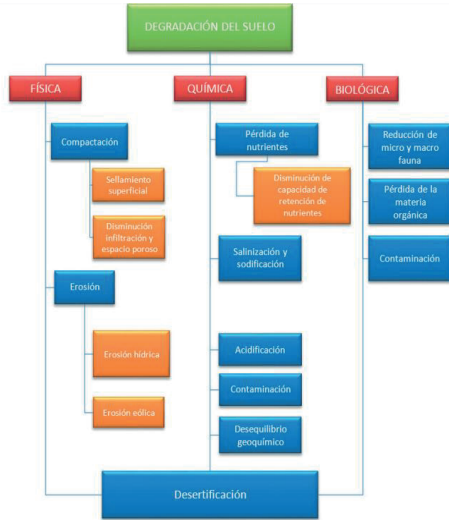 DEGRADACIÓN DEL SUELO
FÍSICA
Compactación
Sellamiento
superficial
Disminución
infiltración y
espacio poroso
Erosión
Erosión hídrica
Erosión eólica
QUÍMICA
Pérdida de
nutrientes
Disminución de
capacidad de
retención de
nutrientes
Salinización y
sodificación
Acidificación
Contaminación
Desequilibrio
geoquímico
BIOLÓGICA
Reducción de
micro y macro
fauna
Pérdida de la
materia
orgánica
Contaminación
Desertificación